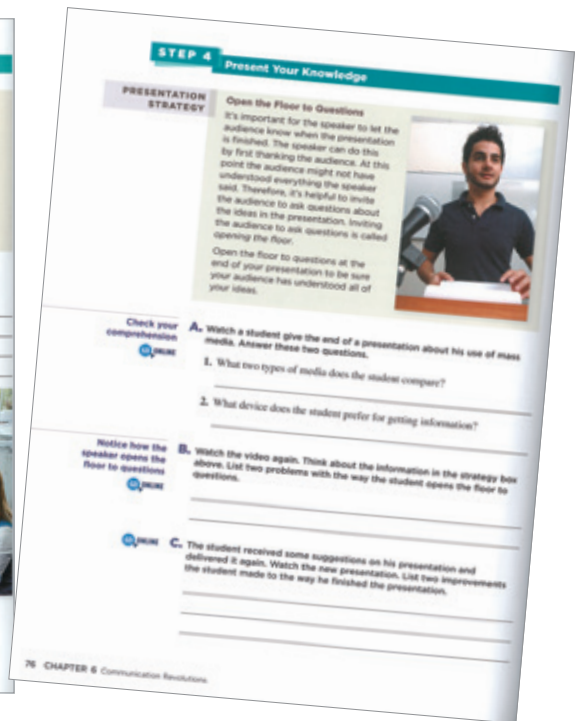 STEP 4
Present Your Knowledge
PRESENTATION
STRATEGY
Open the Floor to Questions
It's important for the speaker to let the
audience know when the presentation
is finished. The speaker can do this
by first thanking the audience. At this
point the audience might not have
understood everything the speaker
said. Therefore, it's helpful to invite
the audience to ask questions about
the ideas in the presentation. Inviting
the audience to ask questions is called
opening the floor.
Open the floor to questions at the
end of your presentation to be sure
your audience has understood all of
your ideas.
Check your
comprehension
GO ONLINE
A. Watch a student give the end of a presentation about his use of mass
media. Answer these two questions.
1. What two types of media does the student compare?
2. What device does the student prefer for getting information?
Notice how the
speaker opens the
floor to questions
GO ONLINE
B. Watch the video again. Think about the information in the strategy box
above. List two problems with the way the student opens the floor to
questions.
GO ONLINE
C. The student received some suggestions on his presentation and
delivered it again. Watch the new presentation. List two improvements
the student made to the way he finished the presentation.
76 CHAPTER 6 Communication Revolutions